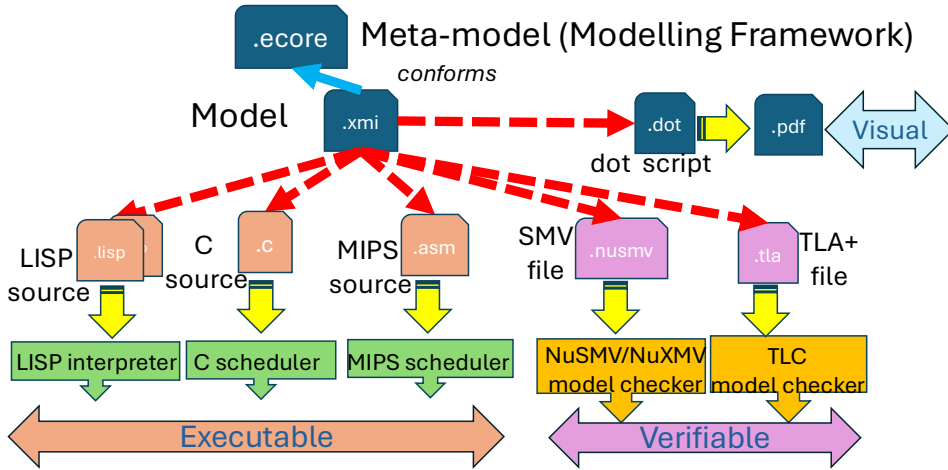 .ecore
Meta-model (Modelling Framework)
conforms
Model
.xmi
.dot
.pdf
Visual
dot script
LISP
source
.lisp
C
source
.c
MIPS
source
.asm
SMV
file
.nusmv
.tla
TLA+
file
LISP interpreter
C scheduler
MIPS scheduler
NuSMV/NuXMV
model checker
TLC
model checker
Executable
Verifiable